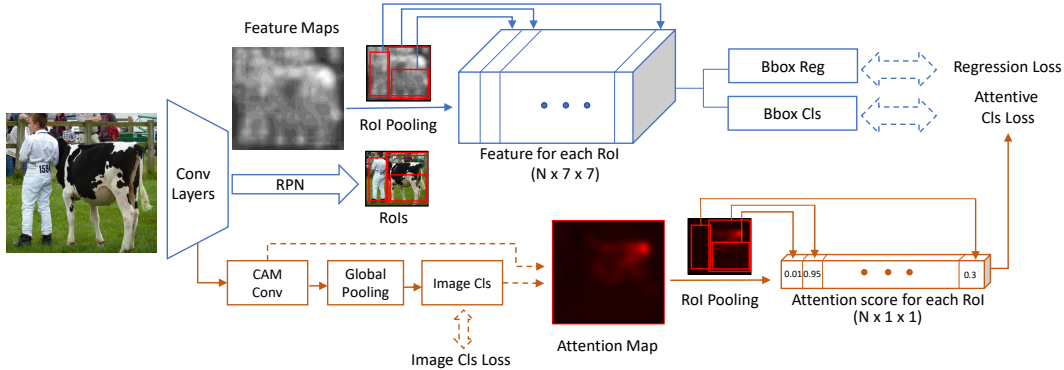 Feature Maps
RoI Pooling
Feature for each RoI
(N x 7 x 7)
Bbox Reg
Bbox Cls
Regression Loss
Attentive
Cls Loss
Conv
Layers
RPN
RoIs
159
CAM
Conv
Global
Pooling
Image Cls
Image Cls Loss
Attention Map
RoI Pooling
0.01
0.95
0.3
Attention score for each RoI
(N x 1 x 1)